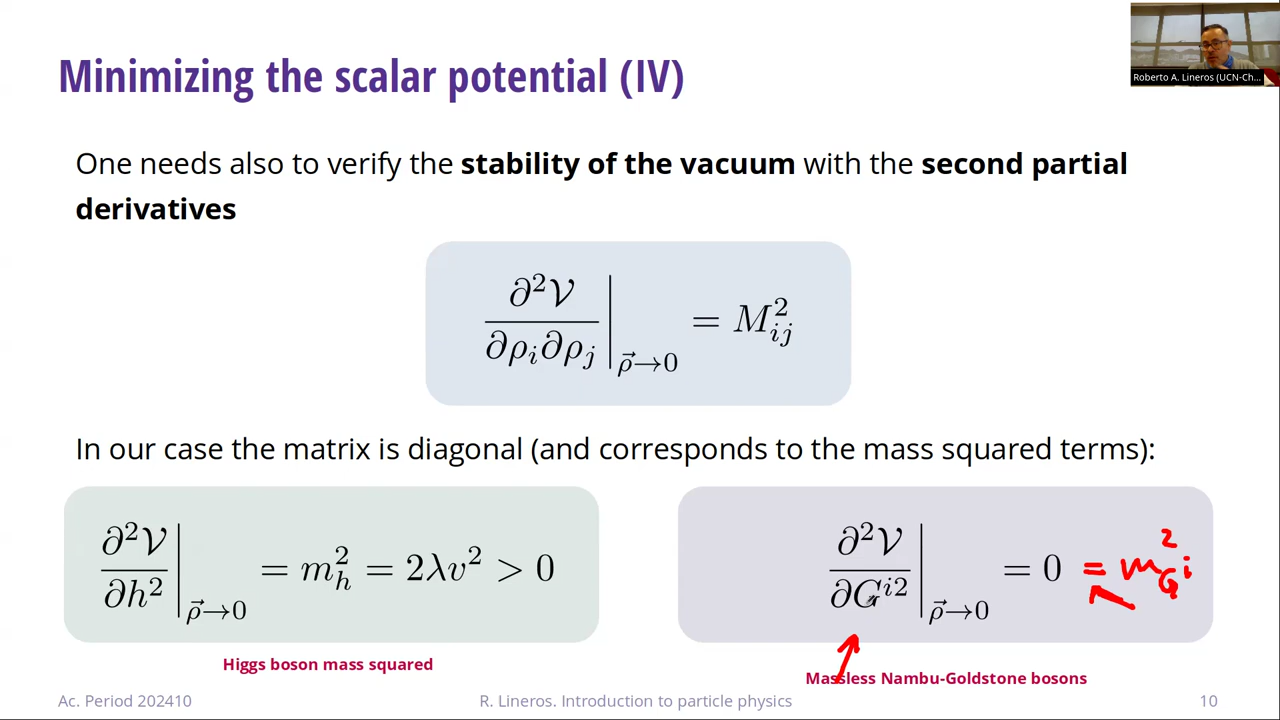 Roberto A. Lineros (UCN-Ch...
Minimizing the scalar potential (IV)
One needs also to verify the stability of the vacuum with the second partial
derivatives
∂²𝒱/∂ρᵢ∂ρⱼ |_{ρ⃗→0} = M²ᵢⱼ
In our case the matrix is diagonal (and corresponds to the mass squared terms):
∂²𝒱/∂h² |_{ρ⃗→0} = m²ₕ = 2λv² > 0
∂²𝒱/∂G^{i2} |_{ρ⃗→0} = 0 = m²_{G^i}
Higgs boson mass squared
Massless Nambu-Goldstone bosons
Ac. Period 202410
R. Lineros. Introduction to particle physics
10